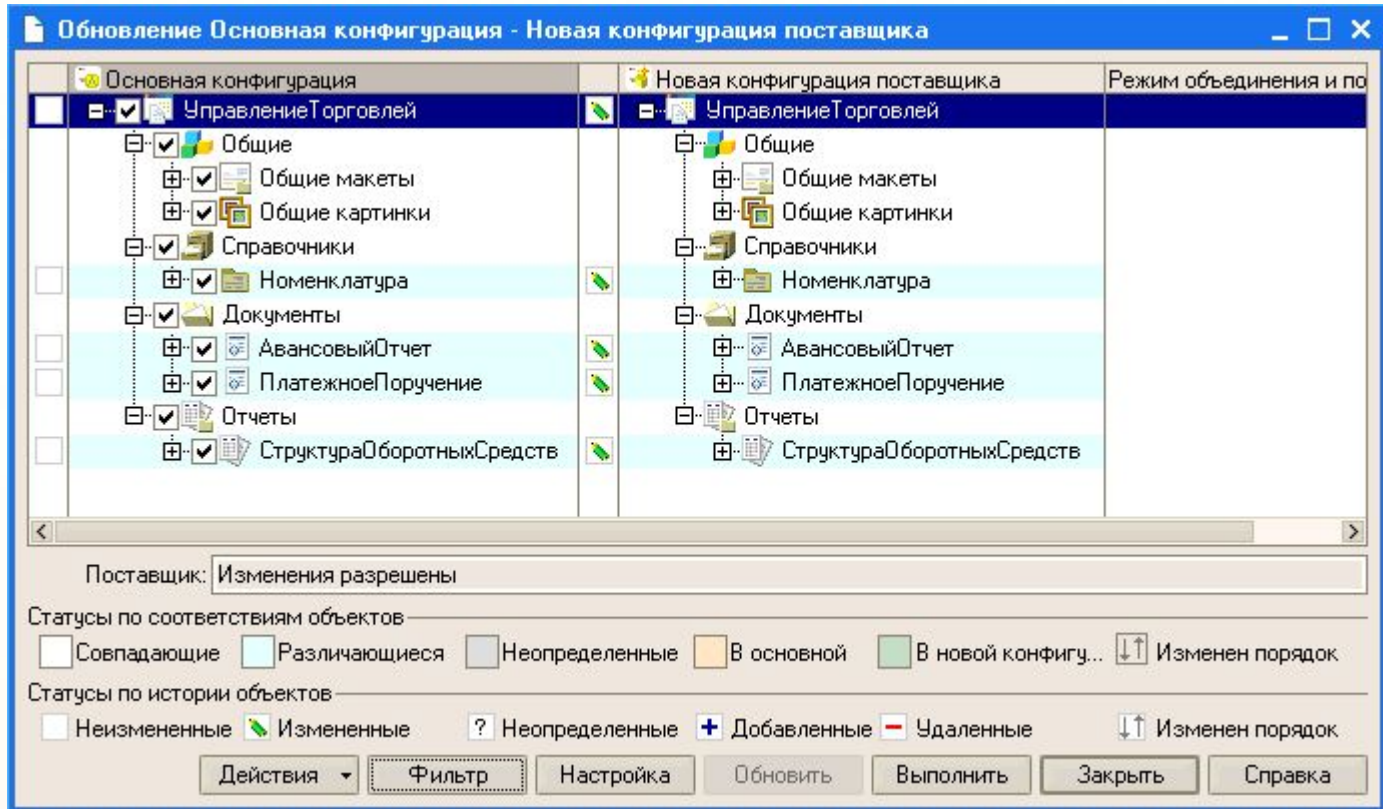 Обновление Основная конфигурация - Новая конфигурация поставщика
Основная конфигурация Новая конфигурация поставщика Режим объединения и по
УправлениеТорговлей УправлениеТорговлей
Общие Общие
Общие макеты Общие макеты
Общие картинки Общие картинки
Справочники Справочники
Номенклатура Номенклатура
Документы Документы
АвансовыйОтчет АвансовыйОтчет
ПлатежноеПоручение ПлатежноеПоручение
Отчеты Отчеты
СтруктураОборотныхСредств СтруктураОборотныхСредств
Поставщик: Изменения разрешены
Статусы по соответствиям объектов
Совпадающие Различающиеся Неопределенные В основной В новой конфигу... Изменен порядок
Статусы по истории объектов
Неизмененные Измененные ? Неопределенные Добавленные Удаленные Изменен порядок
Действия Фильтр Настройка Обновить Выполнить Закрыть Справка